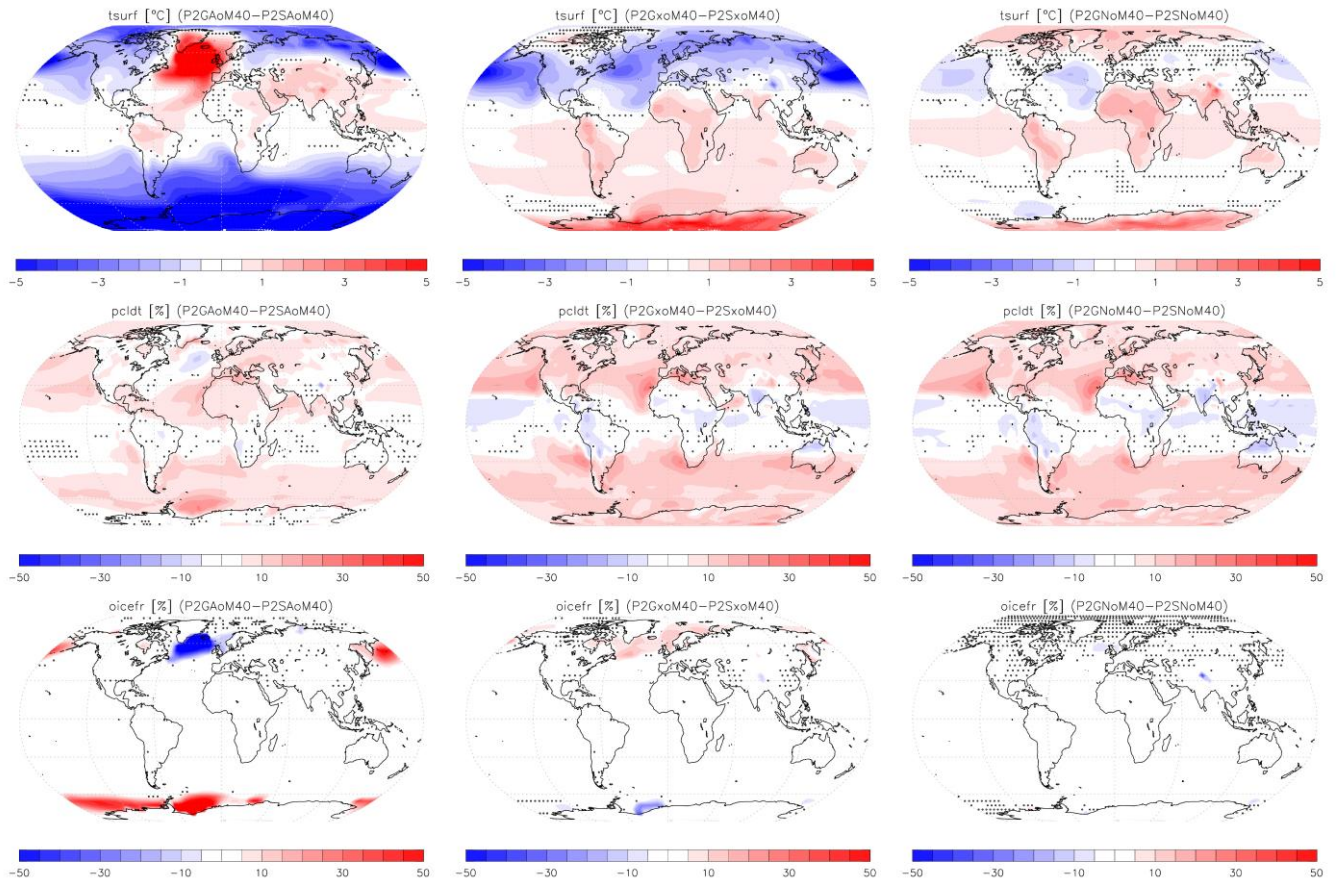 tsurf [°C] (P2GAoM40−P2SAoM40)
tsurf [°C] (P2GxoM40−P2SxoM40)
tsurf [°C] (P2GNoM40−P2SNoM40)
−5 −3 −1 1 3 5
−5 −3 −1 1 3 5
−5 −3 −1 1 3 5
pcldt [%] (P2GAoM40−P2SAoM40)
pcldt [%] (P2GxoM40−P2SxoM40)
pcldt [%] (P2GNoM40−P2SNoM40)
−50 −30 −10 10 30 50
−50 −30 −10 10 30 50
−50 −30 −10 10 30 50
oicefr [%] (P2GAoM40−P2SAoM40)
oicefr [%] (P2GxoM40−P2SxoM40)
oicefr [%] (P2GNoM40−P2SNoM40)
−50 −30 −10 10 30 50
−50 −30 −10 10 30 50
−50 −30 −10 10 30 50